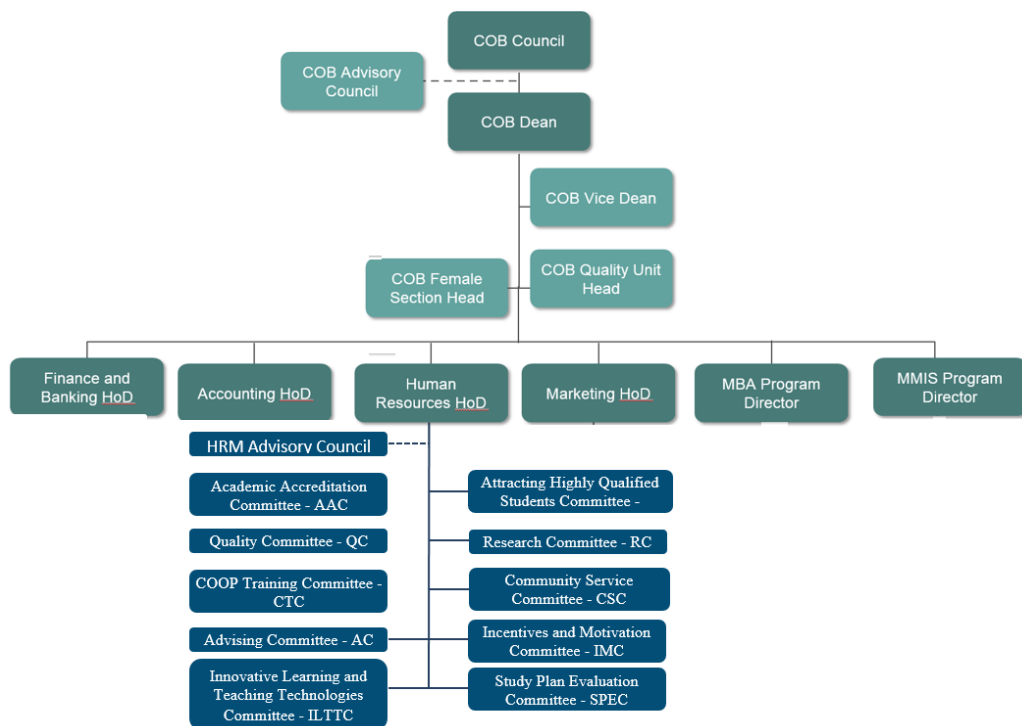 COB Council
COB Advisory
Council
COB Dean
COB Vice Dean
COB Female
Section Head
COB Quality Unit
Head
Finance and
Banking HoD
Accounting HoD
Human
Resources HoD
Marketing HoD
MBA Program
Director
MMIS Program
Director
HRM Advisory Council
Academic Accreditation
Committee - AAC
Attracting Highly Qualified
Students Committee -
Quality Committee - QC
Research Committee - RC
COOP Training Committee -
CTC
Community Service
Committee - CSC
Advising Committee - AC
Incentives and Motivation
Committee - IMC
Innovative Learning and
Teaching Technologies
Committee - ILTTC
Study Plan Evaluation
Committee - SPEC